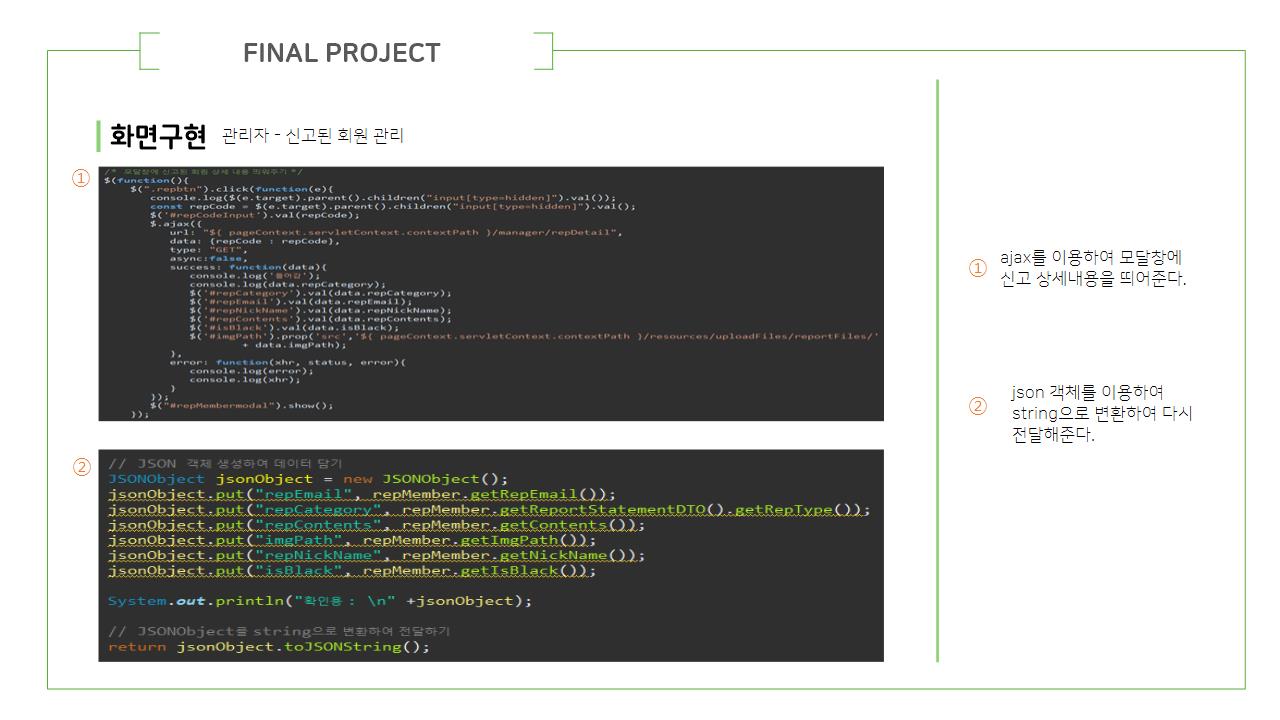 FINAL PROJECT
화면구현 관리자 - 신고된 회원 관리
①
/* 모달창에 신고된 회원 상세 내용 띄워주기 */
$(function(){
$(".repbtn").click(function(e){
console.log($(e.target).parent().children("input[type=hidden]").val());
const repCode = $(e.target).parent().children("input[type=hidden]").val();
$('#repCodeInput').val(repCode);
$.ajax({
url: "${ pageContext.servletContext.contextPath }/manager/repDetail",
data: {repCode : repCode},
type: "GET",
async:false,
success: function(data){
console.log('들어감');
console.log(data.repCategory);
$('#repCategory').val(data.repCategory);
$('#repEmail').val(data.repEmail);
$('#repNickName').val(data.repNickName);
$('#repContents').val(data.repContents);
$('#isBlack').val(data.isBlack);
$('#imgPath').prop('src','${ pageContext.servletContext.contextPath }/resources/uploadFiles/reportFiles/'
+ data.imgPath);
},
error: function(xhr, status, error){
console.log(error);
console.log(xhr);
}
});
$("#repMembermodal").show();
});
②
// JSON 객체 생성하여 데이터 담기
JSONObject jsonObject = new JSONObject();
jsonObject.put("repEmail", repMember.getRepEmail());
jsonObject.put("repCategory", repMember.getReportStatementDTO().getRepType());
jsonObject.put("repContents", repMember.getContents());
jsonObject.put("imgPath", repMember.getImgPath());
jsonObject.put("repNickName", repMember.getNickName());
jsonObject.put("isBlack", repMember.getIsBlack());
System.out.println("확인용 : \n" +jsonObject);
// JSONObject를 string으로 변환하여 전달하기
return jsonObject.toJSONString();
① ajax를 이용하여 모달창에
신고 상세내용을 띄어준다.
② json 객체를 이용하여
string으로 변환하여 다시
전달해준다.